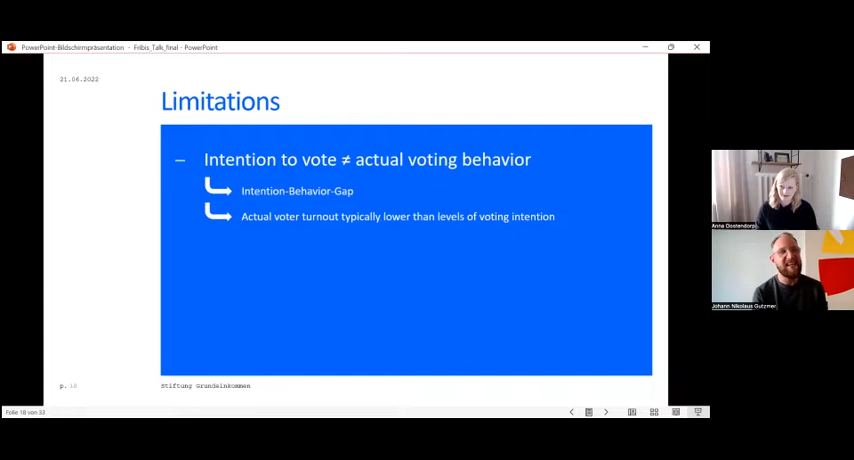 PowerPoint-Bildschirmpräsentation - Fribis_Talk_final - PowerPoint
21.06.2022
Limitations
– Intention to vote ≠ actual voting behavior
Intention-Behavior-Gap
Actual voter turnout typically lower than levels of voting intention
Anna Oostendorp
Johann Nikolaus Gutzmer
p. 18
Stiftung Grundeinkommen
Folie 18 von 33